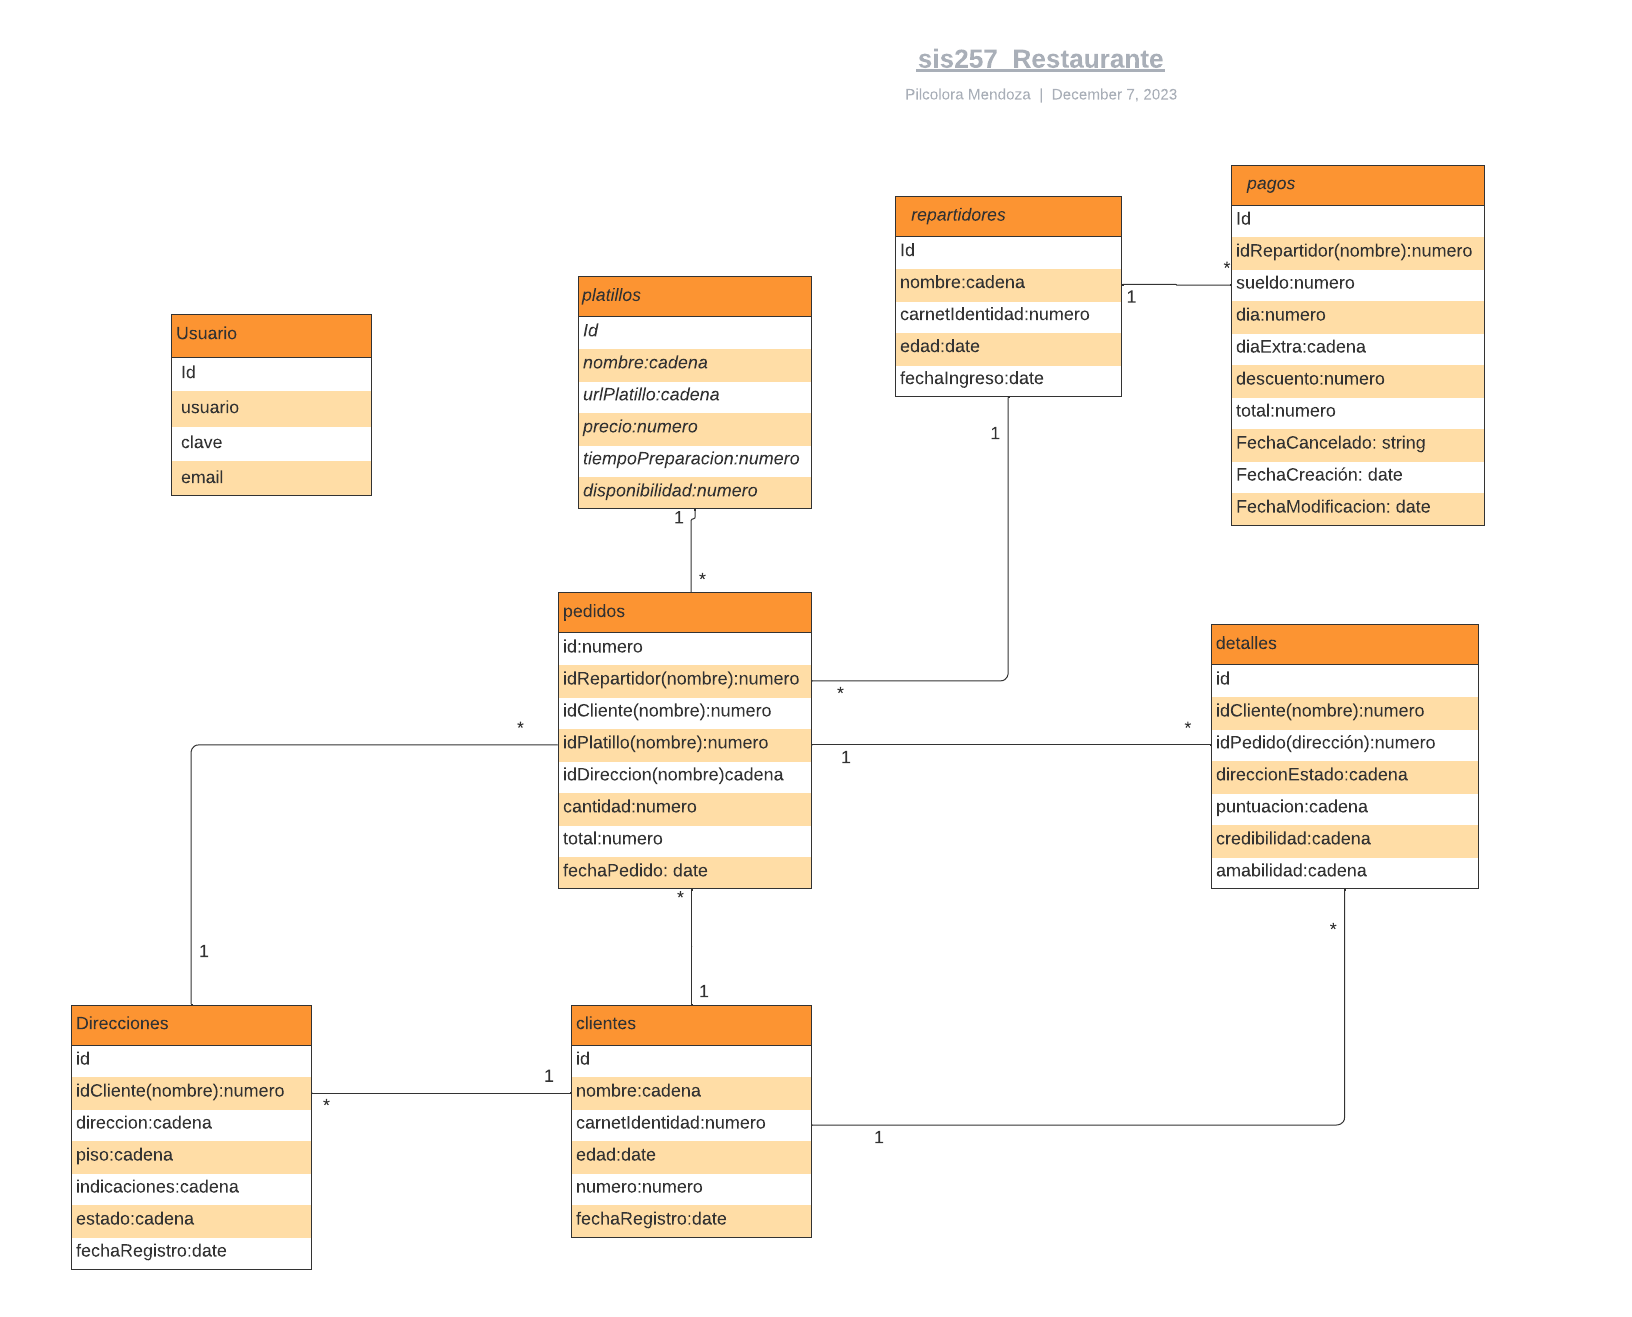 sis257_Restaurante
Pilcolora Mendoza | December 7, 2023
Usuario
Id
usuario
clave
email
platillos
Id
nombre:cadena
urlPlatillo:cadena
precio:numero
tiempoPreparacion:numero
disponibilidad:numero
1
*
repartidores
Id
nombre:cadena
carnetIdentidad:numero
edad:date
fechaIngreso:date
1
*
1
*
pagos
Id
idRepartidor(nombre):numero
sueldo:numero
dia:numero
diaExtra:cadena
descuento:numero
total:numero
FechaCancelado: string
FechaCreación: date
FechaModificacion: date
pedidos
id:numero
idRepartidor(nombre):numero
idCliente(nombre):numero
idPlatillo(nombre):numero
idDireccion(nombre)cadena
cantidad:numero
total:numero
fechaPedido: date
*
1
*
1
1
*
detalles
id
idCliente(nombre):numero
idPedido(dirección):numero
direccionEstado:cadena
puntuacion:cadena
credibilidad:cadena
amabilidad:cadena
*
1
Direcciones
id
idCliente(nombre):numero
direccion:cadena
piso:cadena
indicaciones:cadena
estado:cadena
fechaRegistro:date
*
1
clientes
id
nombre:cadena
carnetIdentidad:numero
edad:date
numero:numero
fechaRegistro:date